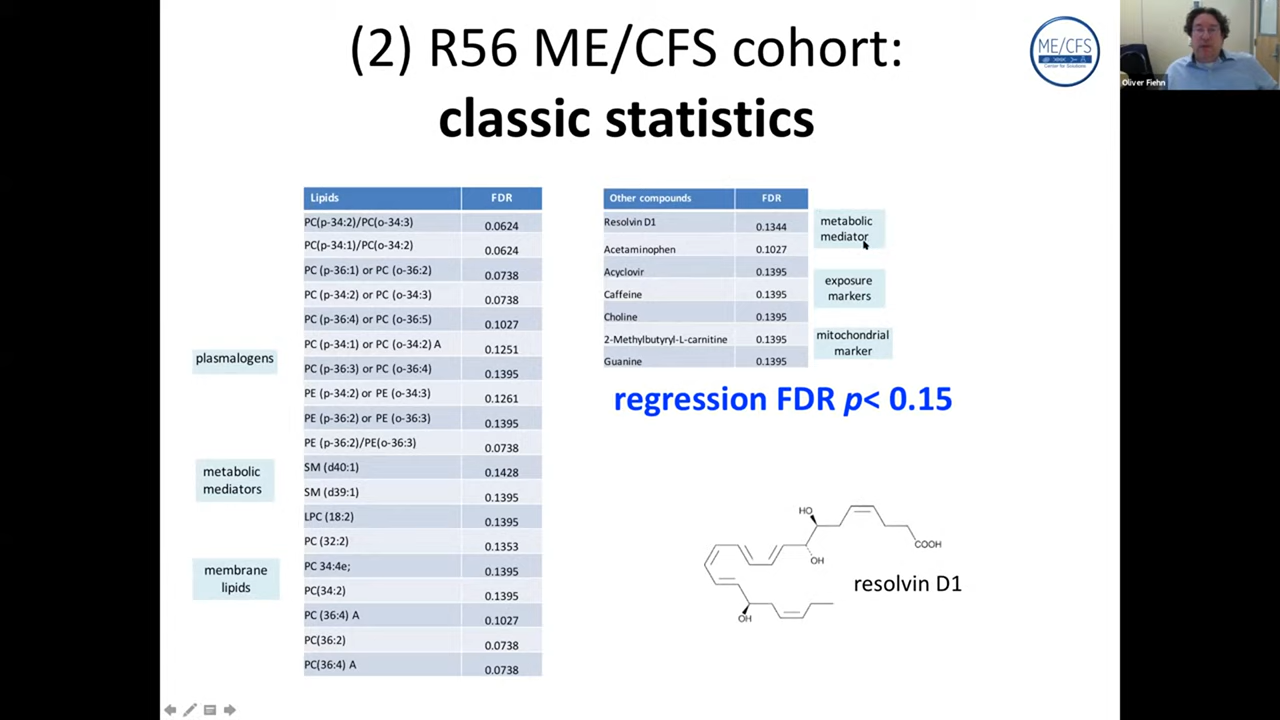 (2) R56 ME/CFS cohort:
classic statistics
ME/CFS
Oliver Fiehn
Lipids FDR
PC(p-34:2)/PC(o-34:3) 0.0624
PC(p-34:1)/PC(o-34:2) 0.0624
PC (p-36:1) or PC (o-36:2) 0.0738
PC (p-34:2) or PC (o-34:3) 0.0738
PC (p-36:4) or PC (o-36:5) 0.1027
PC (p-34:1) or PC (o-34:2) A 0.1251
PC (p-36:3) or PC (o-36:4) 0.1395
PE (p-34:2) or PE (o-34:3) 0.1261
PE (p-36:2) or PE (o-36:3) 0.1395
PE (p-36:2)/PE(o-36:3) 0.0738
SM (d40:1) 0.1428
SM (d39:1) 0.1395
LPC (18:2) 0.1395
PC (32:2) 0.1353
PC 34:4e; 0.1395
PC(34:2) 0.1395
PC (36:4) A 0.1027
PC(36:2) 0.0738
PC(36:4) A 0.0738
plasmalogens
metabolic
mediators
membrane
lipids
Other compounds FDR
Resolvin D1 0.1344
Acetaminophen 0.1027
Acyclovir 0.1395
Caffeine 0.1395
Choline 0.1395
2-Methylbutyryl-L-carnitine 0.1395
Guanine 0.1395
metabolic
mediator
exposure
markers
mitochondrial
marker
regression FDR p< 0.15
HO
COOH
OH
OH
resolvin D1